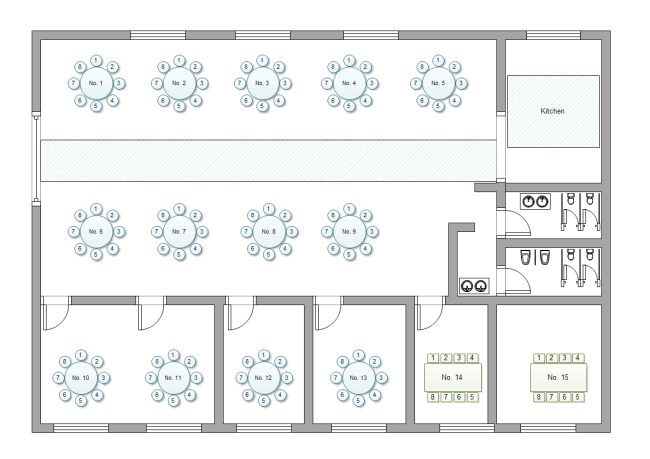 1
8 2
7 No. 1 3
6 4
5
1
8 2
7 No. 2 3
6 4
5
1
8 2
7 No. 3 3
6 4
5
1
8 2
7 No. 4 3
6 4
5
1
8 2
7 No. 5 3
6 4
5
Kitchen
1
8 2
7 No. 6 3
6 4
5
1
8 2
7 No. 7 3
6 4
5
1
8 2
7 No. 8 3
6 4
5
1
8 2
7 No. 9 3
6 4
5
1
8 2
7 No. 10 3
6 4
5
1
8 2
7 No. 11 3
6 4
5
1
8 2
7 No. 12 3
6 4
5
1
8 2
7 No. 13 3
6 4
5
1 2 3 4
No. 14
8 7 6 5
1 2 3 4
No. 15
8 7 6 5